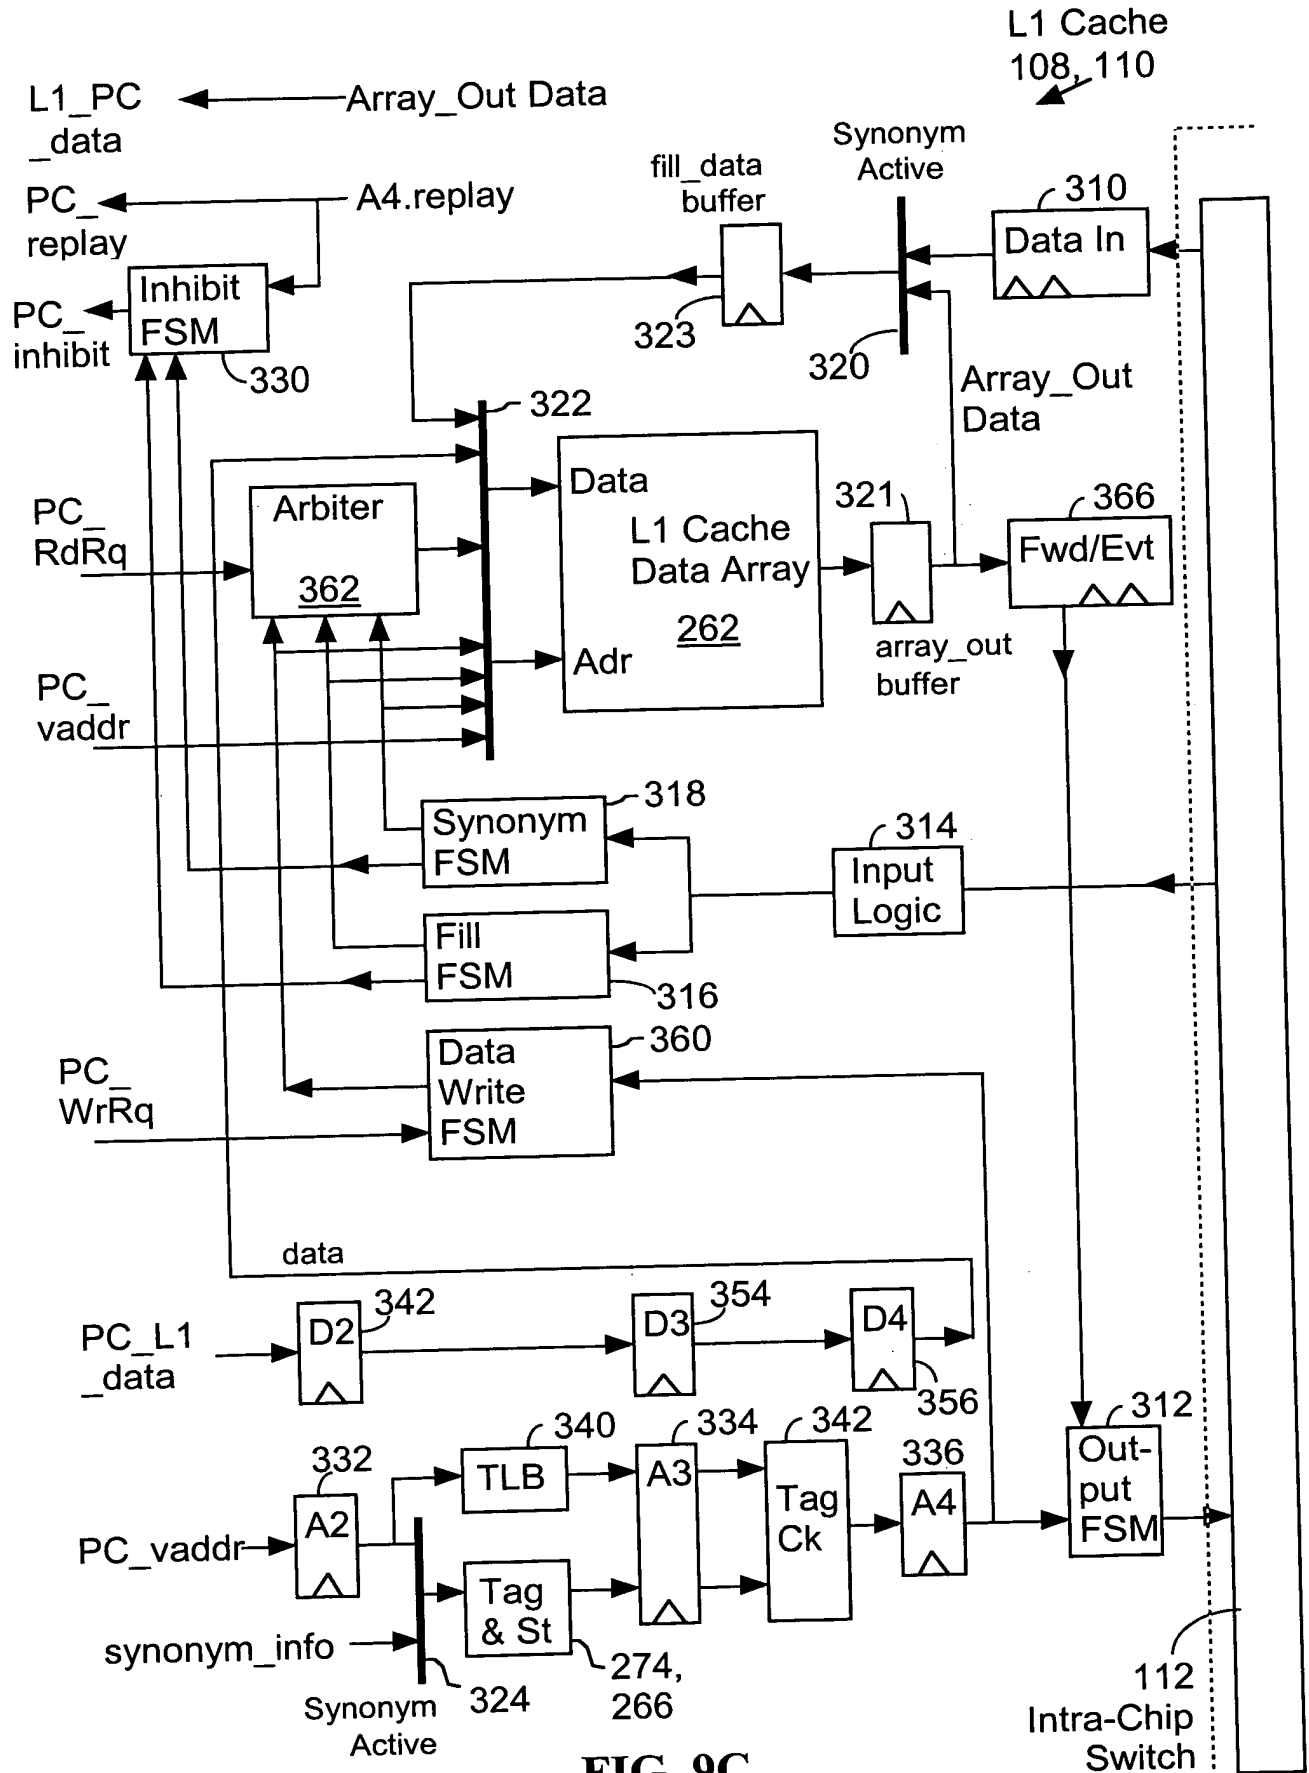 L1 Cache
108, 110
L1_PC
_data
Array_Out Data
Synonym
Active
fill_data
buffer
310
Data In
PC_
replay
A4.replay
Inhibit
FSM
PC_
inhibit
330
323
320
Array_Out
Data
322
Arbiter
362
Data
L1 Cache
Data Array
262
Adr
321
array_out
buffer
366
Fwd/Evt
PC_
RdRq
PC_
vaddr
318
Synonym
FSM
314
Input
Logic
Fill
FSM
316
360
Data
Write
FSM
PC_
WrRq
data
342
D2
354
D3
D4
356
PC_L1
_data
332
A2
340
TLB
334
A3
342
Tag
Ck
336
A4
312
Out-
put
FSM
PC_vaddr
Tag
& St
274,
266
synonym_info
324
Synonym
Active
112
Intra-Chip
Switch
FIG. 9C